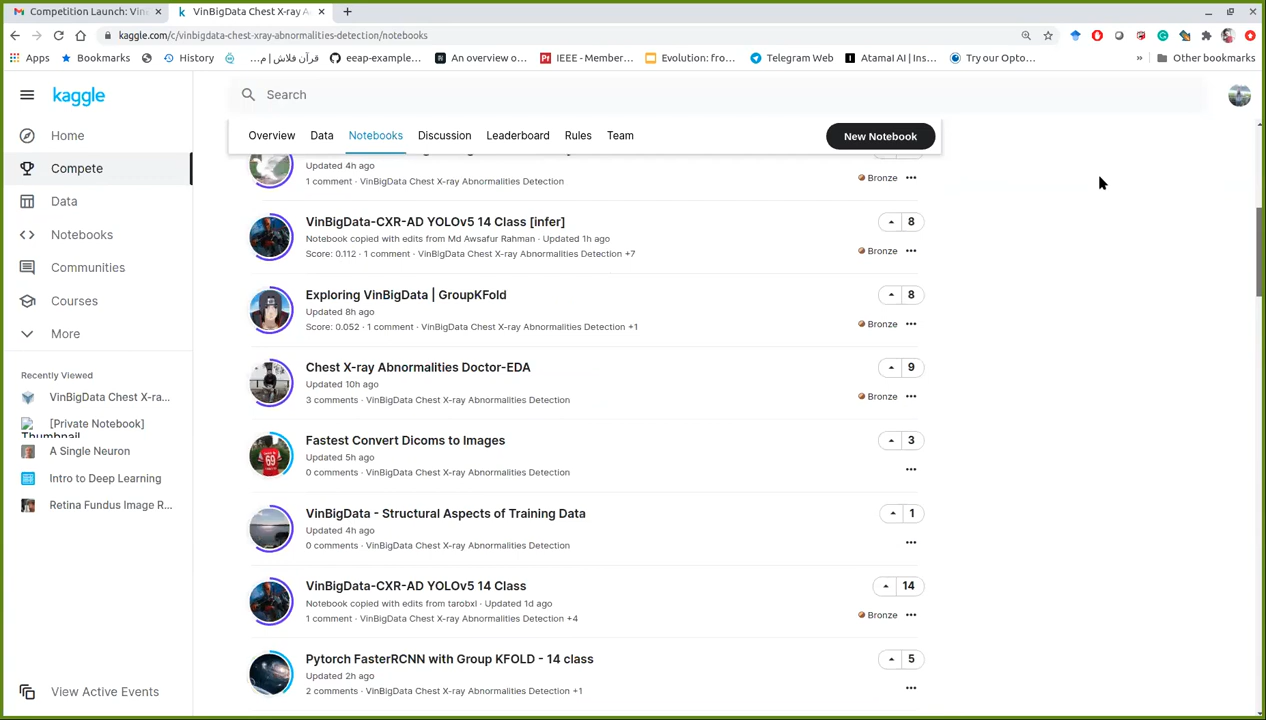 Competition Launch: Vin
VinBigData Chest X-ray A
kaggle.com/c/vinbigdata-chest-xray-abnormalities-detection/notebooks
Apps
Bookmarks
History
قرآن فلاش | م...
eeap-example...
An overview o...
IEEE - Member...
Evolution: fro...
Telegram Web
AtamaI AI | Ins...
Try our Opto...
»
Other bookmarks
kaggle
Search
Home
Compete
Data
Notebooks
Communities
Courses
More
Recently Viewed
VinBigData Chest X-ra...
[Private Notebook]
Thumbnail
A Single Neuron
Intro to Deep Learning
Retina Fundus Image R...
View Active Events
Overview
Data
Notebooks
Discussion
Leaderboard
Rules
Team
New Notebook
Updated 4h ago
1 comment · VinBigData Chest X-ray Abnormalities Detection
Bronze
VinBigData-CXR-AD YOLOv5 14 Class [infer]
8
Notebook copied with edits from Md Awsafur Rahman · Updated 1h ago
Score: 0.112 · 1 comment · VinBigData Chest X-ray Abnormalities Detection +7
Bronze
Exploring VinBigData | GroupKFold
8
Updated 8h ago
Score: 0.052 · 1 comment · VinBigData Chest X-ray Abnormalities Detection +1
Bronze
Chest X-ray Abnormalities Doctor-EDA
9
Updated 10h ago
3 comments · VinBigData Chest X-ray Abnormalities Detection
Bronze
Fastest Convert Dicoms to Images
3
Updated 5h ago
0 comments · VinBigData Chest X-ray Abnormalities Detection
VinBigData - Structural Aspects of Training Data
1
Updated 4h ago
0 comments · VinBigData Chest X-ray Abnormalities Detection
VinBigData-CXR-AD YOLOv5 14 Class
14
Notebook copied with edits from tarobxl · Updated 1d ago
1 comment · VinBigData Chest X-ray Abnormalities Detection +4
Bronze
Pytorch FasterRCNN with Group KFOLD - 14 class
5
Updated 2h ago
2 comments · VinBigData Chest X-ray Abnormalities Detection +1